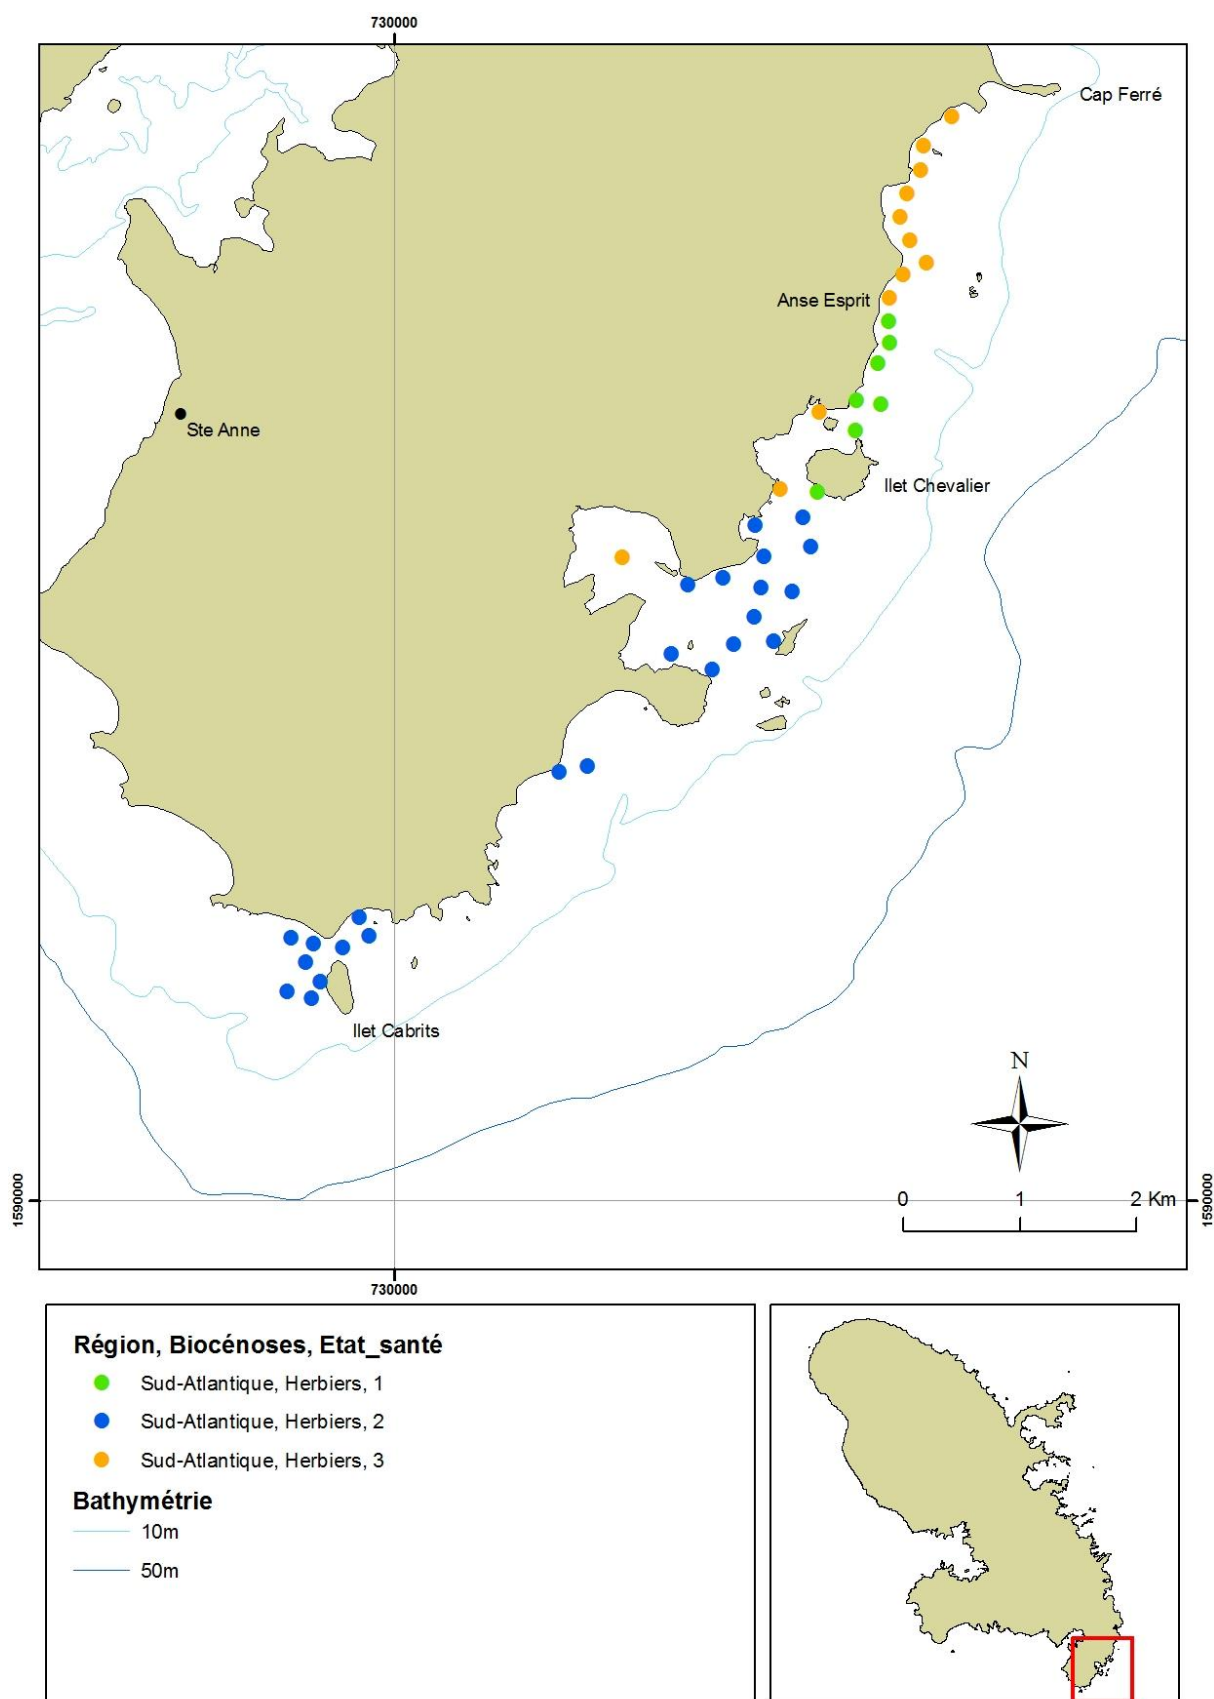 730000
Cap Ferré
Anse Esprit
Ste Anne
Ilet Chevalier
Ilet Cabrits
N
1590000
0 1 2 Km
1590000
730000
Région, Biocénoses, Etat_santé
Sud-Atlantique, Herbiers, 1
Sud-Atlantique, Herbiers, 2
Sud-Atlantique, Herbiers, 3
Bathymétrie
10m
50m